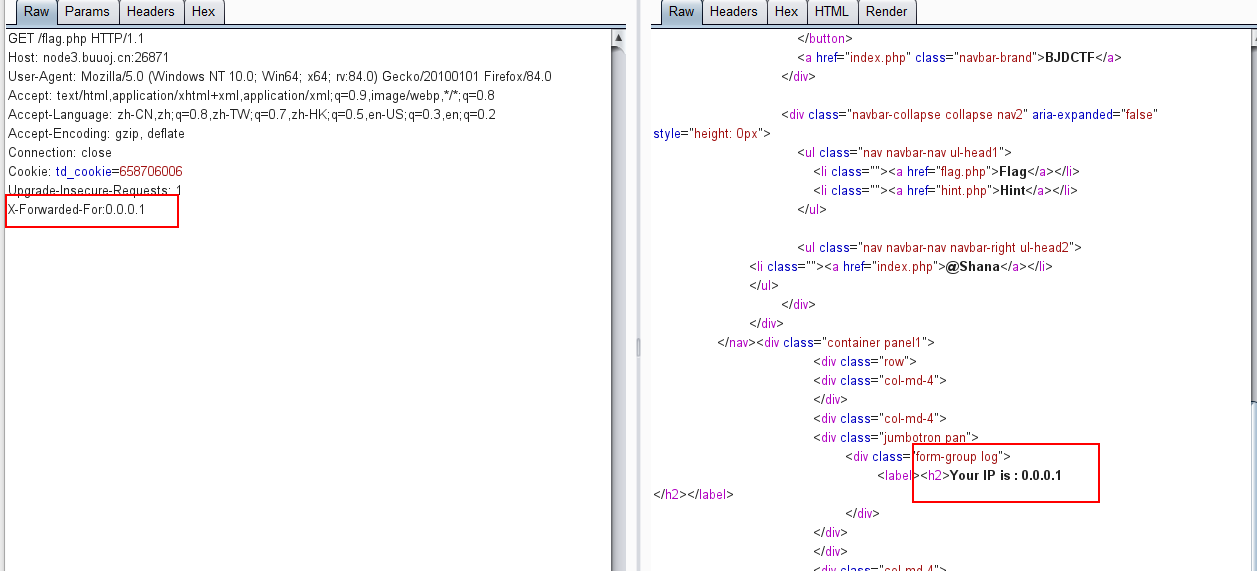 Raw Params Headers Hex
GET /flag.php HTTP/1.1
Host: node3.buuoj.cn:26871
User-Agent: Mozilla/5.0 (Windows NT 10.0; Win64; x64; rv:84.0) Gecko/20100101 Firefox/84.0
Accept: text/html,application/xhtml+xml,application/xml;q=0.9,image/webp,*/*;q=0.8
Accept-Language: zh-CN,zh;q=0.8,zh-TW;q=0.7,zh-HK;q=0.5,en-US;q=0.3,en;q=0.2
Accept-Encoding: gzip, deflate
Connection: close
Cookie: td_cookie=658706006
Upgrade-Insecure-Requests: 1
X-Forwarded-For:0.0.0.1
Raw Headers Hex HTML Render
</button>
<a href="index.php" class="navbar-brand">BJDCTF</a>
</div>
<div class="navbar-collapse collapse nav2" aria-expanded="false"
style="height: 0px">
<ul class="nav navbar-nav ul-head1">
<li class=""><a href="flag.php">Flag</a></li>
<li class=""><a href="hint.php">Hint</a></li>
</ul>
<ul class="nav navbar-nav navbar-right ul-head2">
<li class=""><a href="index.php">@Shana</a></li>
</ul>
</div>
</div>
</nav><div class="container panel1">
<div class="row">
<div class="col-md-4">
</div>
<div class="col-md-4">
<div class="jumbotron pan">
<div class="form-group log">
<label><h2>Your IP is : 0.0.0.1
</h2></label>
</div>
</div>
</div>
<div class="col-md-4">